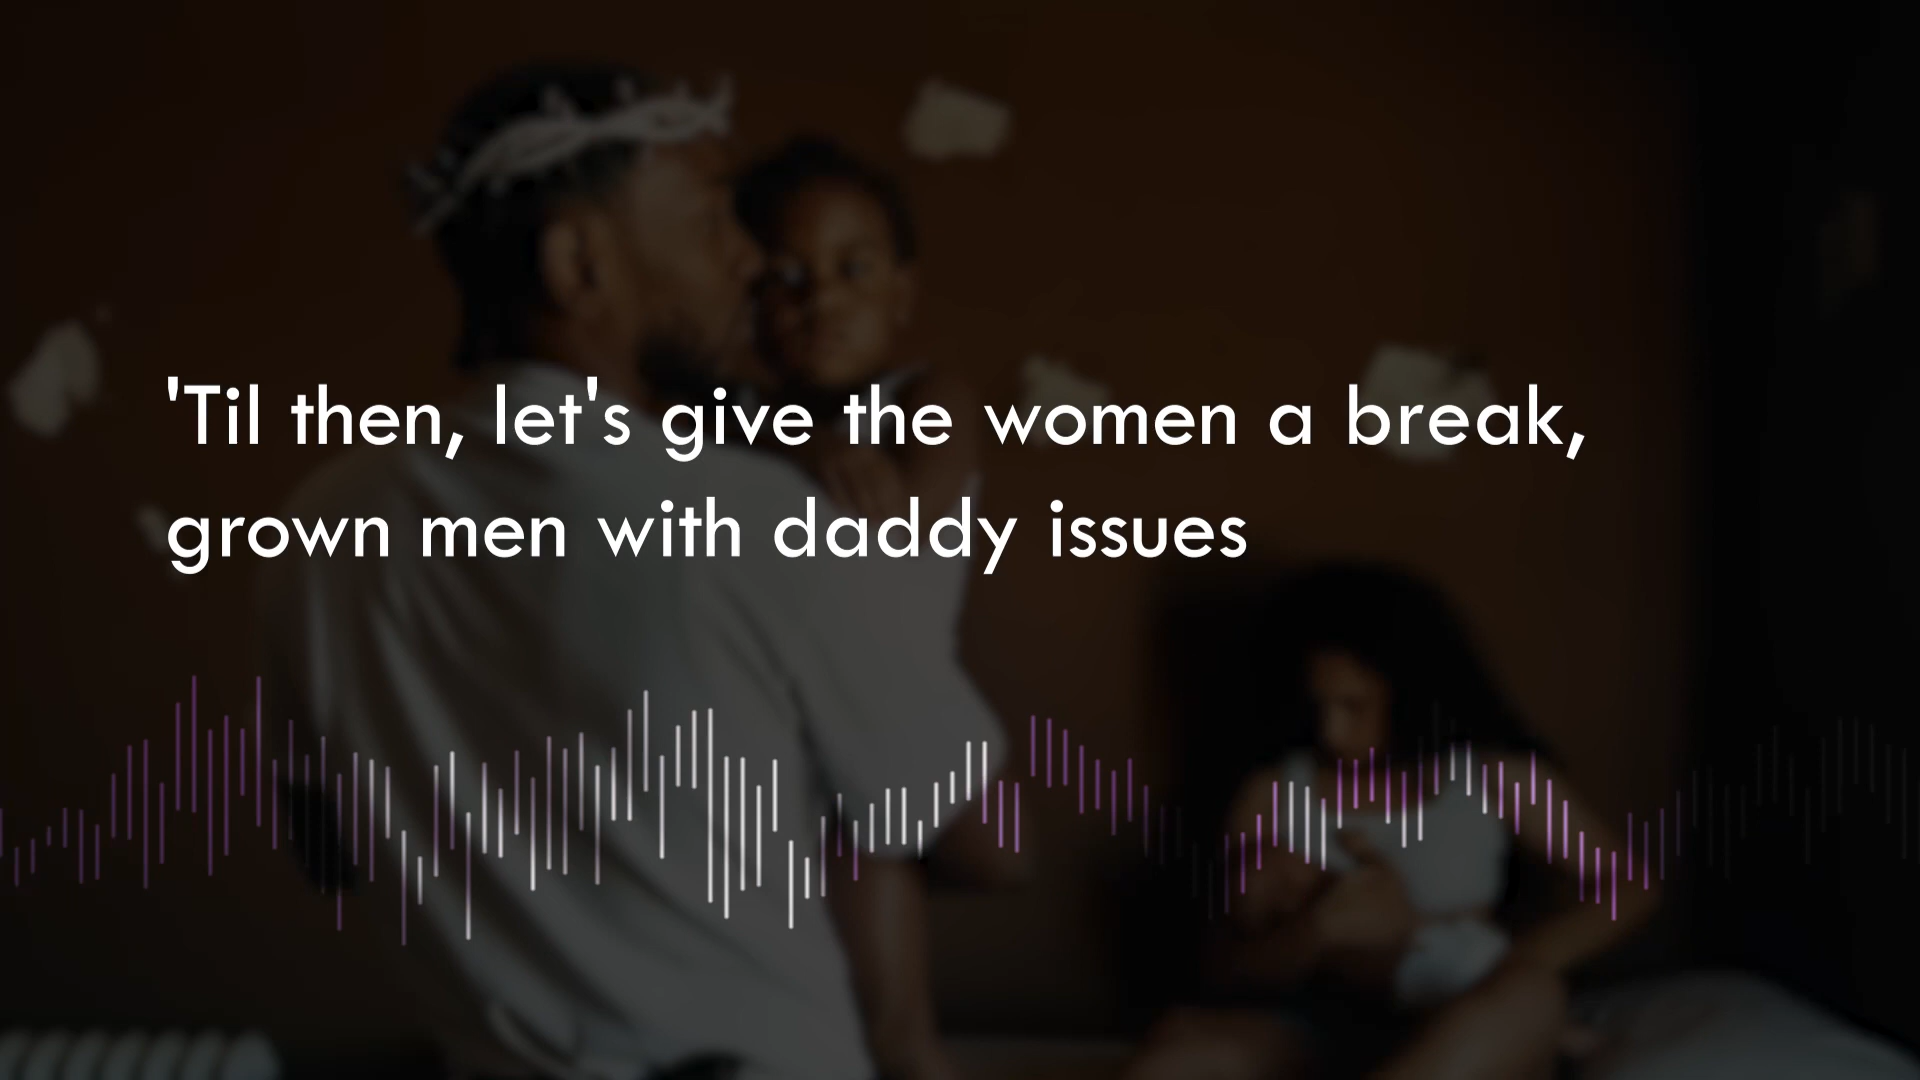 'Til then, let's give the women a break,
grown men with daddy issues